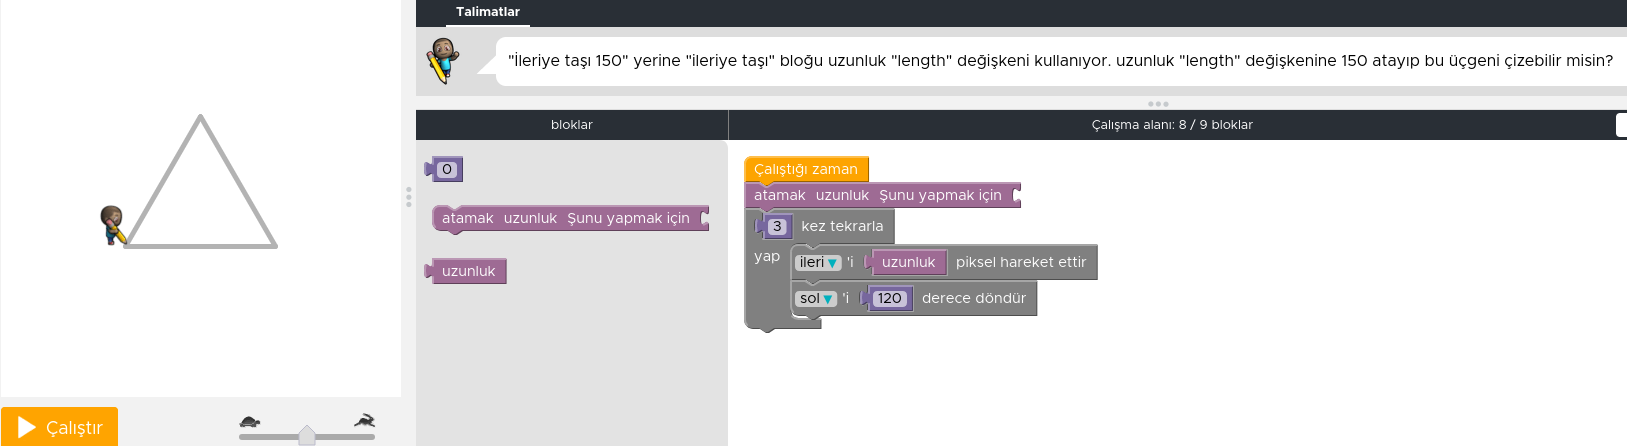 Talimatlar
"İleriye taşı 150" yerine "ileriye taşı" bloğu uzunluk "length" değişkeni kullanıyor. uzunluk "length" değişkenine 150 atayıp bu üçgeni çizebilir misin?
bloklar
Çalışma alanı: 8 / 9 bloklar
0
atamak uzunluk Şunu yapmak için
uzunluk
Çalıştığı zaman
atamak uzunluk Şunu yapmak için
3 kez tekrarla
yap ileri 'i uzunluk piksel hareket ettir
sol 'i 120 derece döndür
Çalıştır